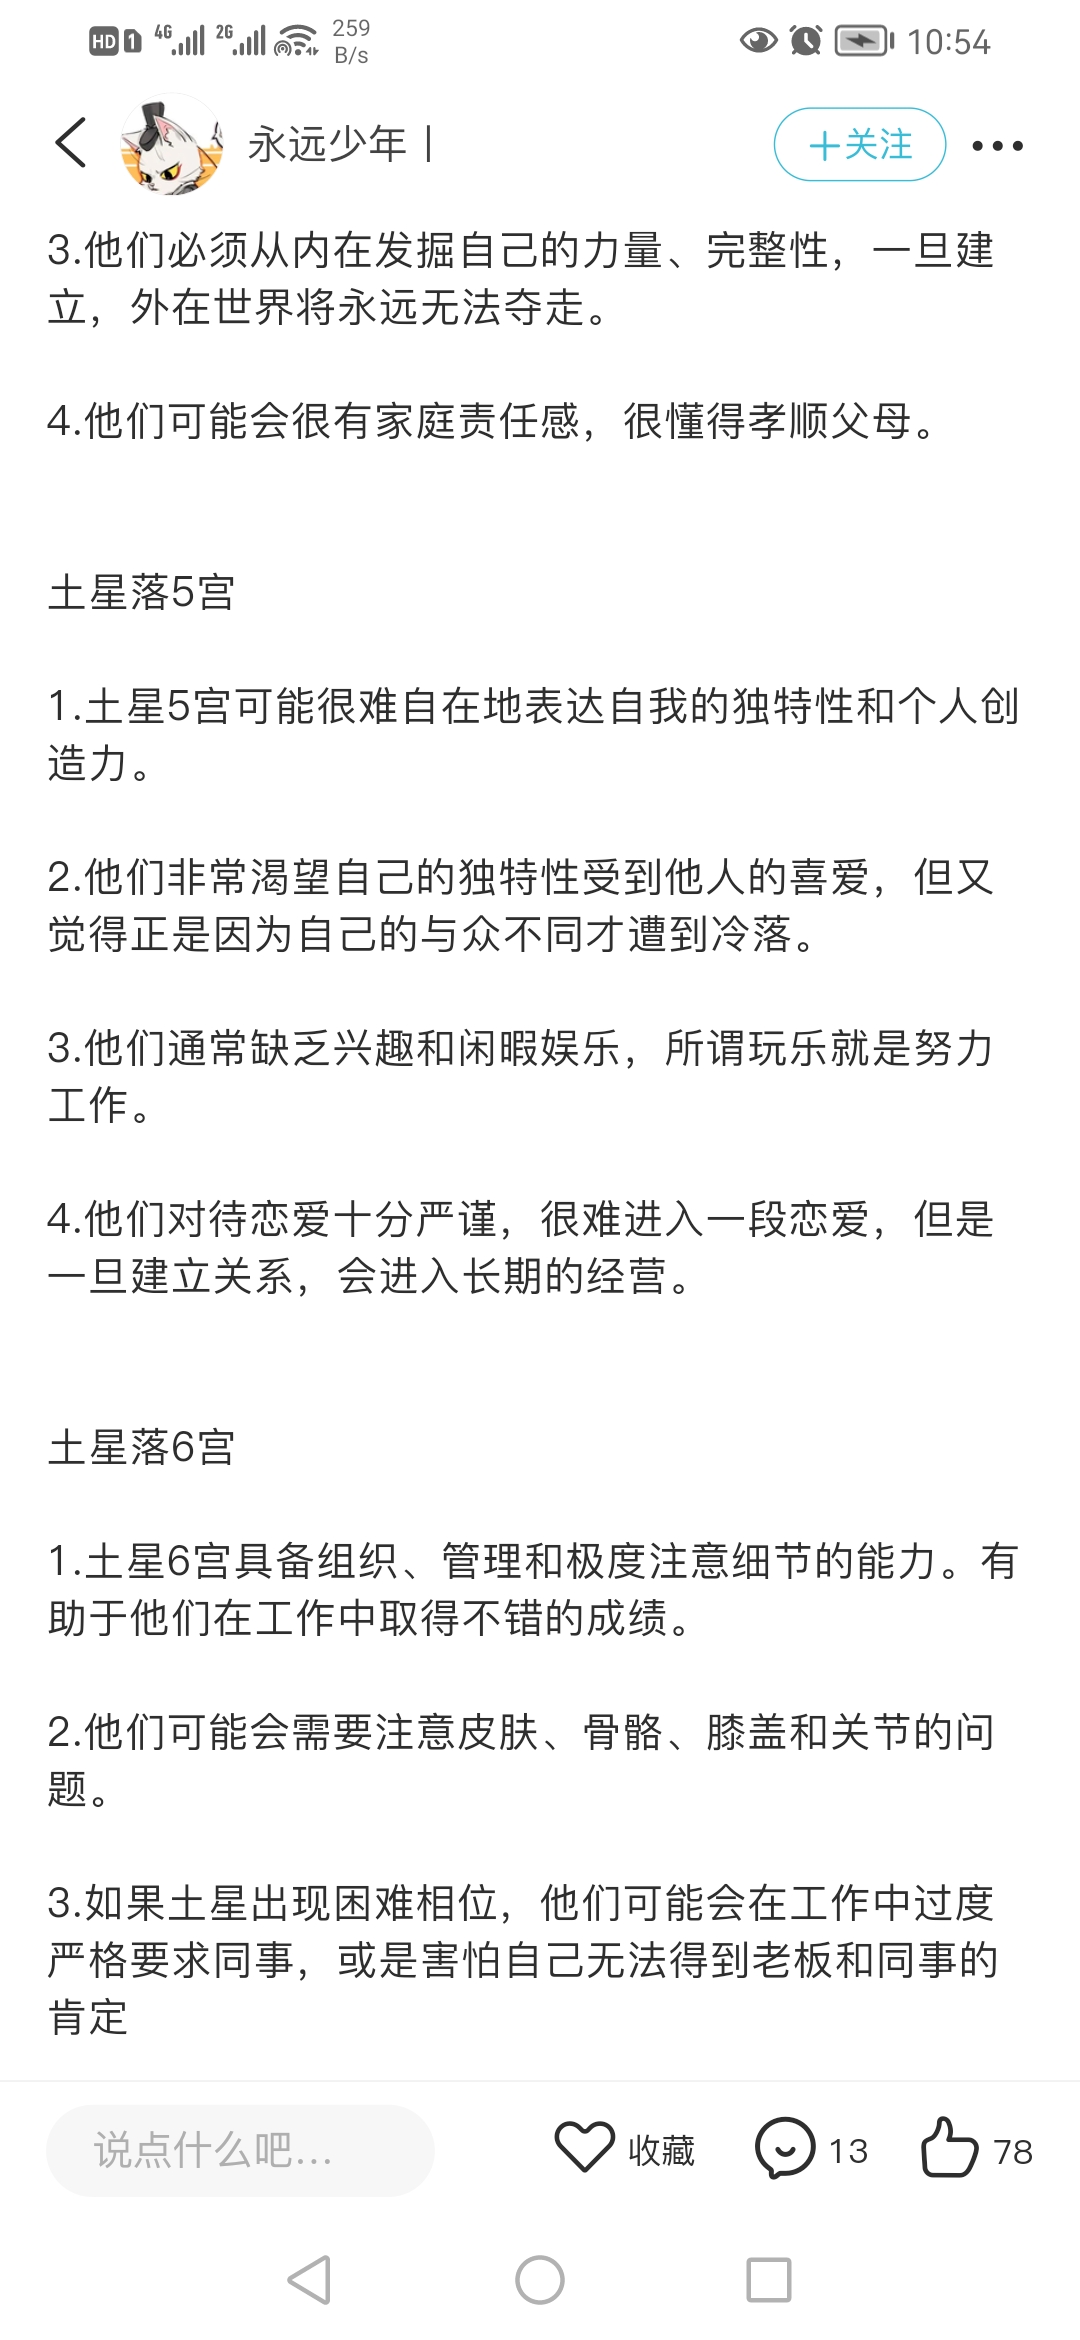 HD 1 4G 2G 259 B/s 10:54
永远少年丨 +关注
3.他们必须从内在发掘自己的力量、完整性，一旦建
立，外在世界将永远无法夺走。
4.他们可能会很有家庭责任感，很懂得孝顺父母。
土星落5宫
1.土星5宫可能很难自在地表达自我的独特性和个人创
造力。
2.他们非常渴望自己的独特性受到他人的喜爱，但又
觉得正是因为自己的与众不同才遭到冷落。
3.他们通常缺乏兴趣和闲暇娱乐，所谓玩乐就是努力
工作。
4.他们对待恋爱十分严谨，很难进入一段恋爱，但是
一旦建立关系，会进入长期的经营。
土星落6宫
1.土星6宫具备组织、管理和极度注意细节的能力。有
助于他们在工作中取得不错的成绩。
2.他们可能会需要注意皮肤、骨骼、膝盖和关节的问
题。
3.如果土星出现困难相位，他们可能会在工作中过度
严格要求同事，或是害怕自己无法得到老板和同事的
肯定
说点什么吧... 收藏 13 78